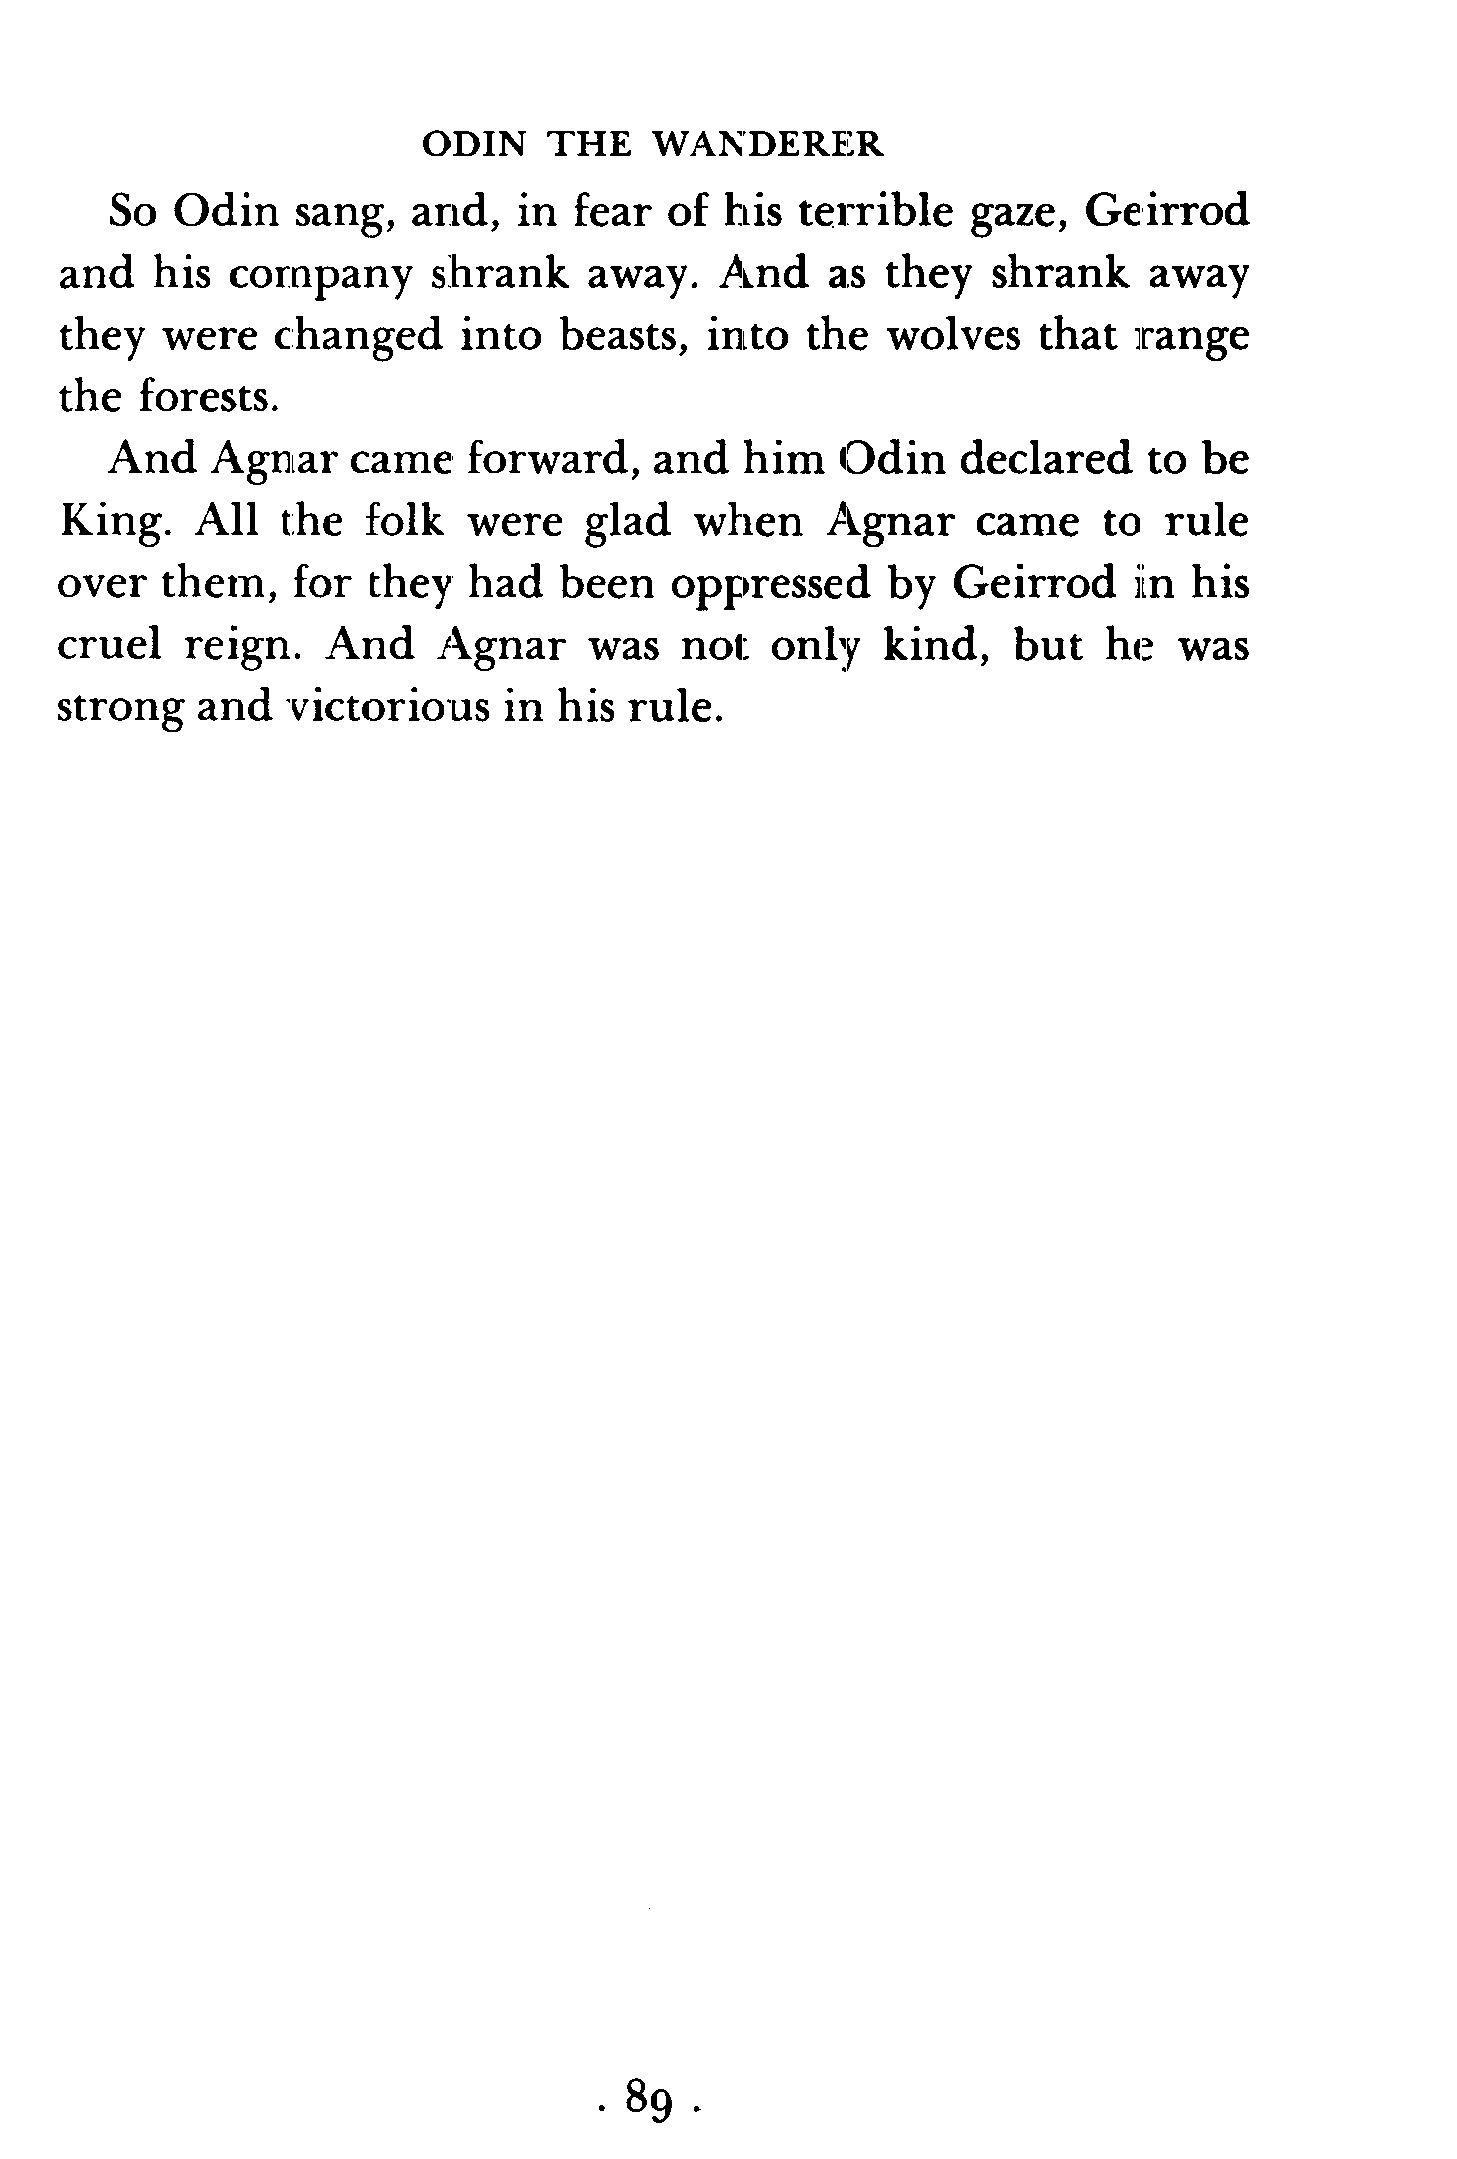 ODIN THE WANDERER
So Odin sang, and, in fear of his terrible gaze, Geirrod
and his company shrank away. And as they shrank away
they were changed into beasts, into the wolves that range
the forests.
And Agnar came forward, and him Odin declared to be
King. All the folk were glad when Agnar came to rule
over them, for they had been oppressed by Geirrod in his
cruel reign. And Agnar was not only kind, but he was
strong and victorious in his rule.
. 89 .